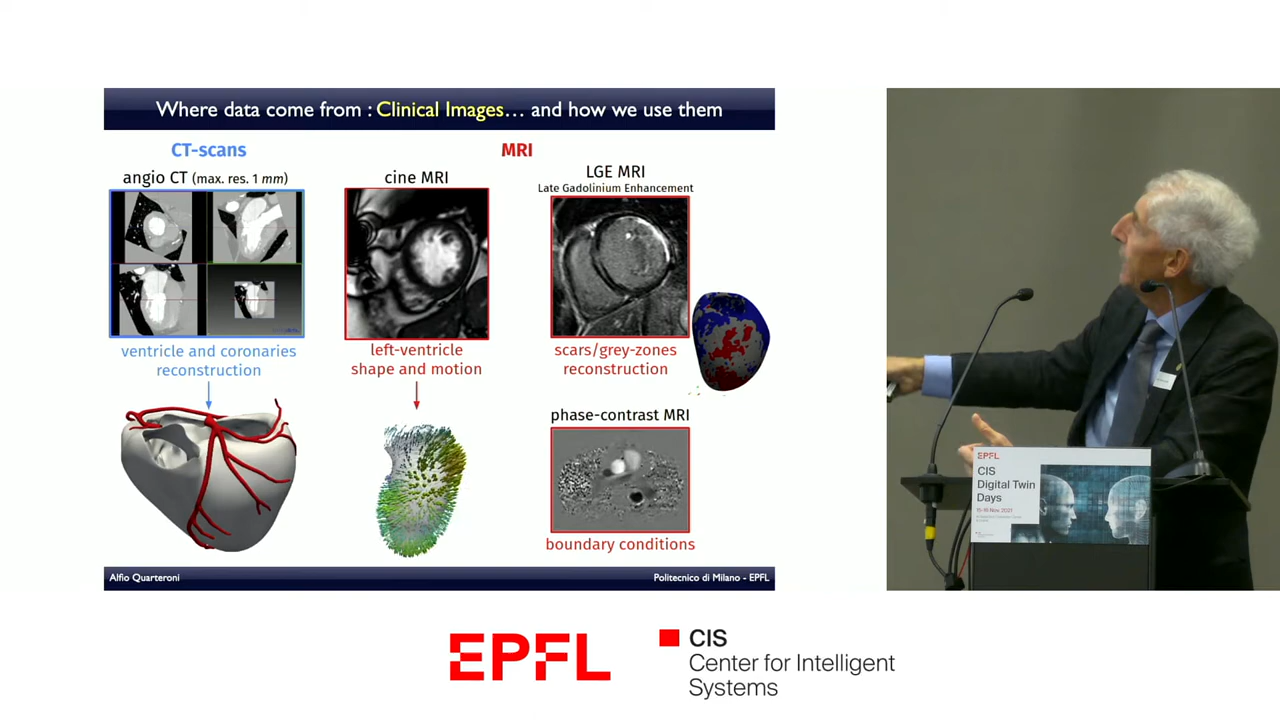 Where data come from : Clinical Images... and how we use them
CT-scans
angio CT (max. res. 1 mm)
ventricle and coronaries
reconstruction
MRI
cine MRI
left-ventricle
shape and motion
LGE MRI
Late Gadolinium Enhancement
scars/grey-zones
reconstruction
phase-contrast MRI
boundary conditions
Alfio Quarteroni
Politecnico di Milano - EPFL
EPFL
CIS
Digital Twin
Days
15-16 Nov. 2021
EPFL
CIS
Center for Intelligent
Systems